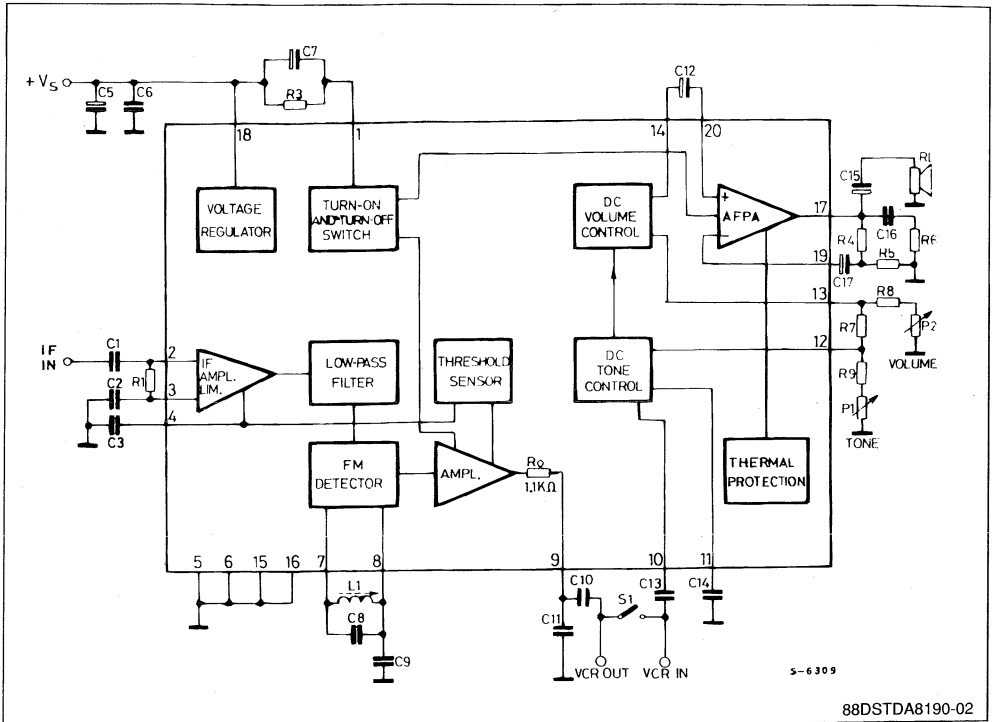 C7
+VS
C5
C6
R3
C12
18
1
14
20
RL
C15
VOLTAGE
REGULATOR
TURN-ON
AND TURN-OFF
SWITCH
DC
VOLUME
CONTROL
+
AFPA
−
17
C16
R4
R6
19
C17
R5
13
R8
R7
P2
VOLUME
12
R9
P1
TONE
IF
IN
C1
2
R1
C2
3
4
C3
IF
AMPL.
LIM.
LOW-PASS
FILTER
THRESHOLD
SENSOR
DC
TONE
CONTROL
FM
DETECTOR
AMPL.
Ro
1.1KΩ
THERMAL
PROTECTION
5
6
15
16
7
8
9
10
11
L1
C8
C9
C10
C11
S1
C13
C14
VCR OUT
VCR IN
S-6309
88DSTDA8190-02